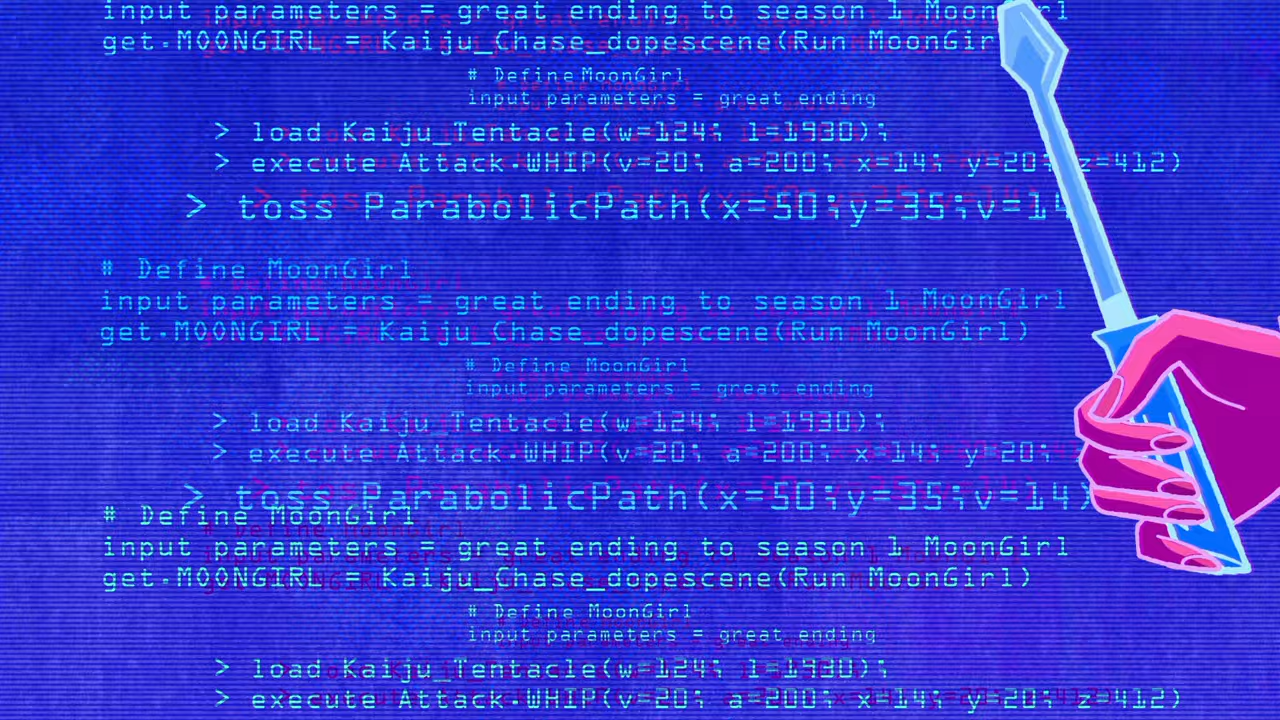 input parameters = great ending to season 1 MoonGirl
get.MOONGIRL = Kaiju_Chase_dopescene(Run MoonGir
# Define MoonGirl
input parameters = great ending
> load Kaiju_Tentacle(w=124; l=1930);
> execute Attack.WHIP(v=20; a=200; x=14; y=20; z=412)
> toss ParabolicPath(x=50;y=35;v=14
# Define MoonGirl
input parameters = great ending to season 1 MoonGirl
get.MOONGIRL = Kaiju_Chase_dopescene(Run MoonGirl)
# Define MoonGirl
input parameters = great ending
> load Kaiju_Tentacle(w=124; l=1930);
> execute Attack.WHIP(v=20; a=200; x=14; y=20;
> toss ParabolicPath(x=50;y=35;v=14)
# Define MoonGirl
input parameters = great ending to season 1 MoonGirl
get.MOONGIRL = Kaiju_Chase_dopescene(Run MoonGirl)
# Define MoonGirl
input parameters = great ending
> load Kaiju_Tentacle(w=124; l=1930);
> execute Attack.WHIP(v=20; a=200; x=14; y=20; z=412)